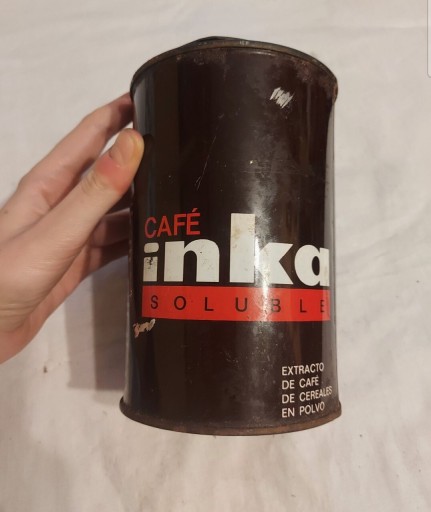 CAFÉ
inka
SOLUBLE
EXTRACTO
DE CAFÉ
DE CEREALES
EN POLVO